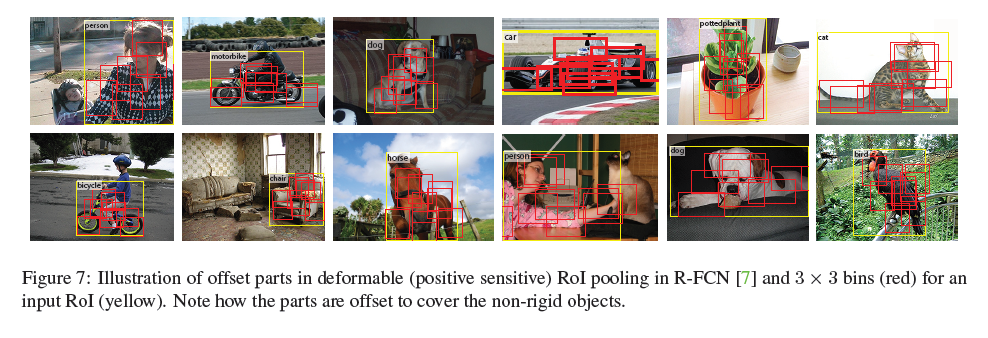 person
motorbike
dog
car
pottedplant
cat
bicycle
chair
horse
person
dog
bird
Figure 7: Illustration of offset parts in deformable (positive sensitive) RoI pooling in R-FCN [7] and 3 × 3 bins (red) for an
input RoI (yellow). Note how the parts are offset to cover the non-rigid objects.